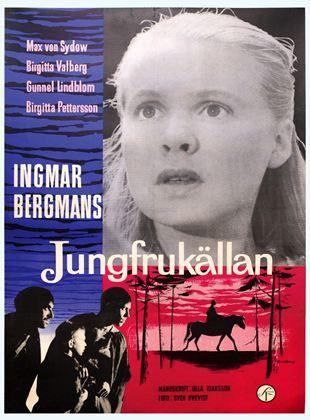 Max von Sydow
Birgitta Valberg
Gunnel Lindblom
Birgitta Pettersson
INGMAR
BERGMANS
Jungfrukällan
MANUSKRIPT: ULLA ISAKSSON
FOTO: SVEN NYKVIST